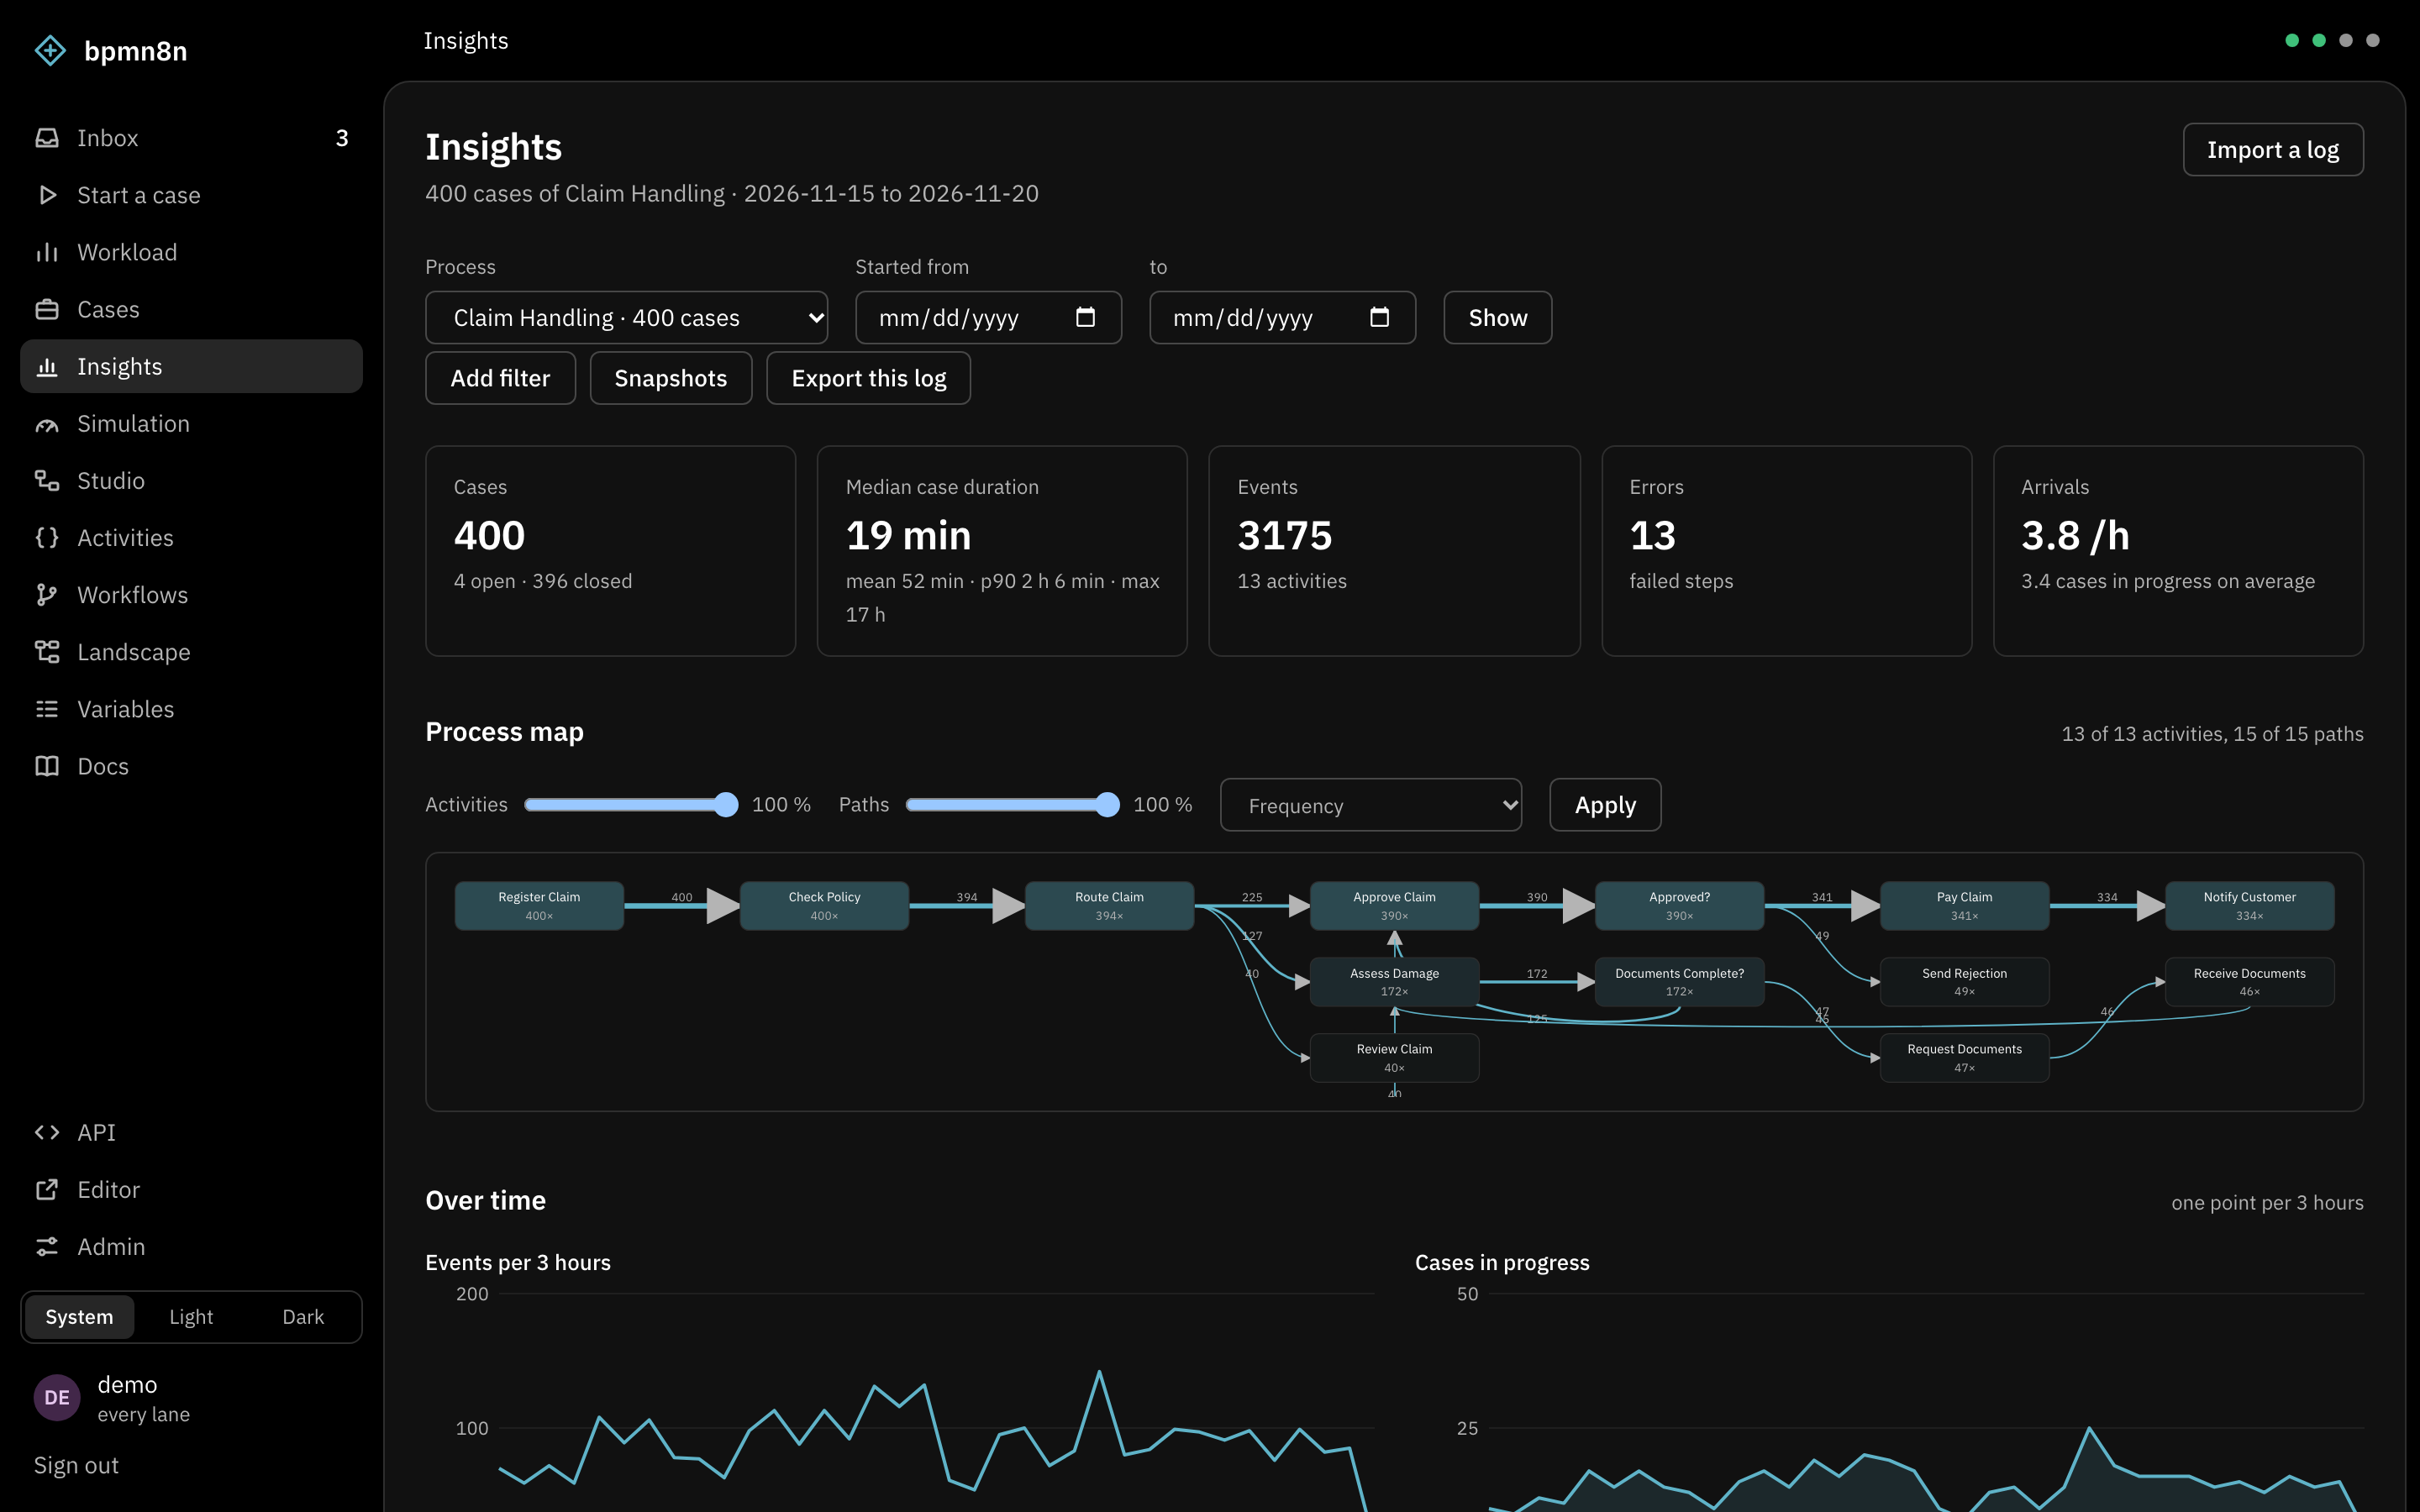 bpmn8n
Insights
Inbox 3
Start a case
Workload
Cases
Insights
Simulation
Studio
Activities
Workflows
Landscape
Variables
Docs
API
Editor
Admin
System Light Dark
DE
demo
every lane
Sign out
Insights
Import a log
400 cases of Claim Handling · 2026-11-15 to 2026-11-20
Process Started from to
Claim Handling · 400 cases mm/dd/yyyy mm/dd/yyyy Show
Add filter Snapshots Export this log
Cases
400
4 open · 396 closed
Median case duration
19 min
mean 52 min · p90 2 h 6 min · max
17 h
Events
3175
13 activities
Errors
13
failed steps
Arrivals
3.8 /h
3.4 cases in progress on average
Process map
13 of 13 activities, 15 of 15 paths
Activities 100 % Paths 100 % Frequency Apply
Register Claim 400 Check Policy 394 Route Claim 225 Approve Claim 390 Approved? 341 Pay Claim 334 Notify Customer
400× 400× 394× 390× 390× 341× 334×
127 49
40 Assess Damage 172 Documents Complete? Send Rejection Receive Documents
172× 172× 49× 46×
125 47 46
45
Review Claim Request Documents
40× 47×
40
Over time
one point per 3 hours
Events per 3 hours
200
100
Cases in progress
50
25